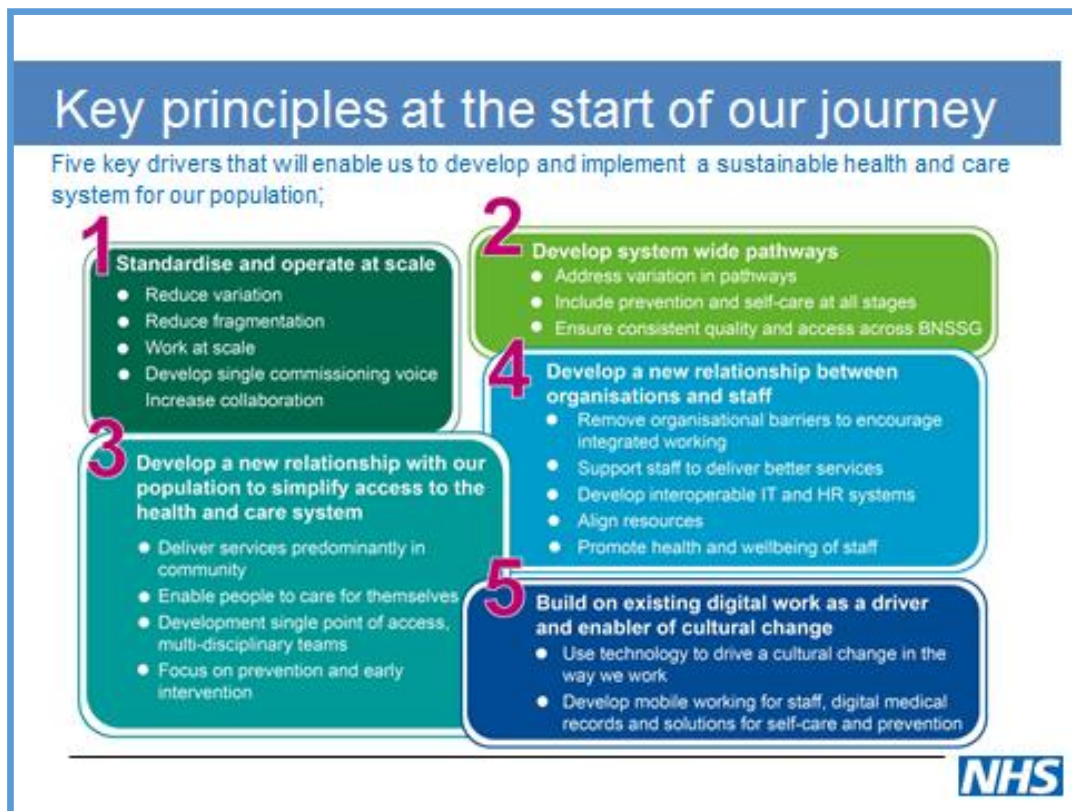 Key principles at the start of our journey
Five key drivers that will enable us to develop and implement a sustainable health and care
system for our population;
1
Standardise and operate at scale
● Reduce variation
● Reduce fragmentation
● Work at scale
● Develop single commissioning voice
Increase collaboration
2
Develop system wide pathways
● Address variation in pathways
● Include prevention and self-care at all stages
● Ensure consistent quality and access across BNSSG
3
Develop a new relationship with our
population to simplify access to the
health and care system
● Deliver services predominantly in
community
● Enable people to care for themselves
● Development single point of access,
multi-disciplinary teams
● Focus on prevention and early
intervention
4
Develop a new relationship between
organisations and staff
● Remove organisational barriers to encourage
integrated working
● Support staff to deliver better services
● Develop interoperable IT and HR systems
● Align resources
● Promote health and wellbeing of staff
5
Build on existing digital work as a driver
and enabler of cultural change
● Use technology to drive a cultural change in the
way we work
● Develop mobile working for staff, digital medical
records and solutions for self-care and prevention
NHS